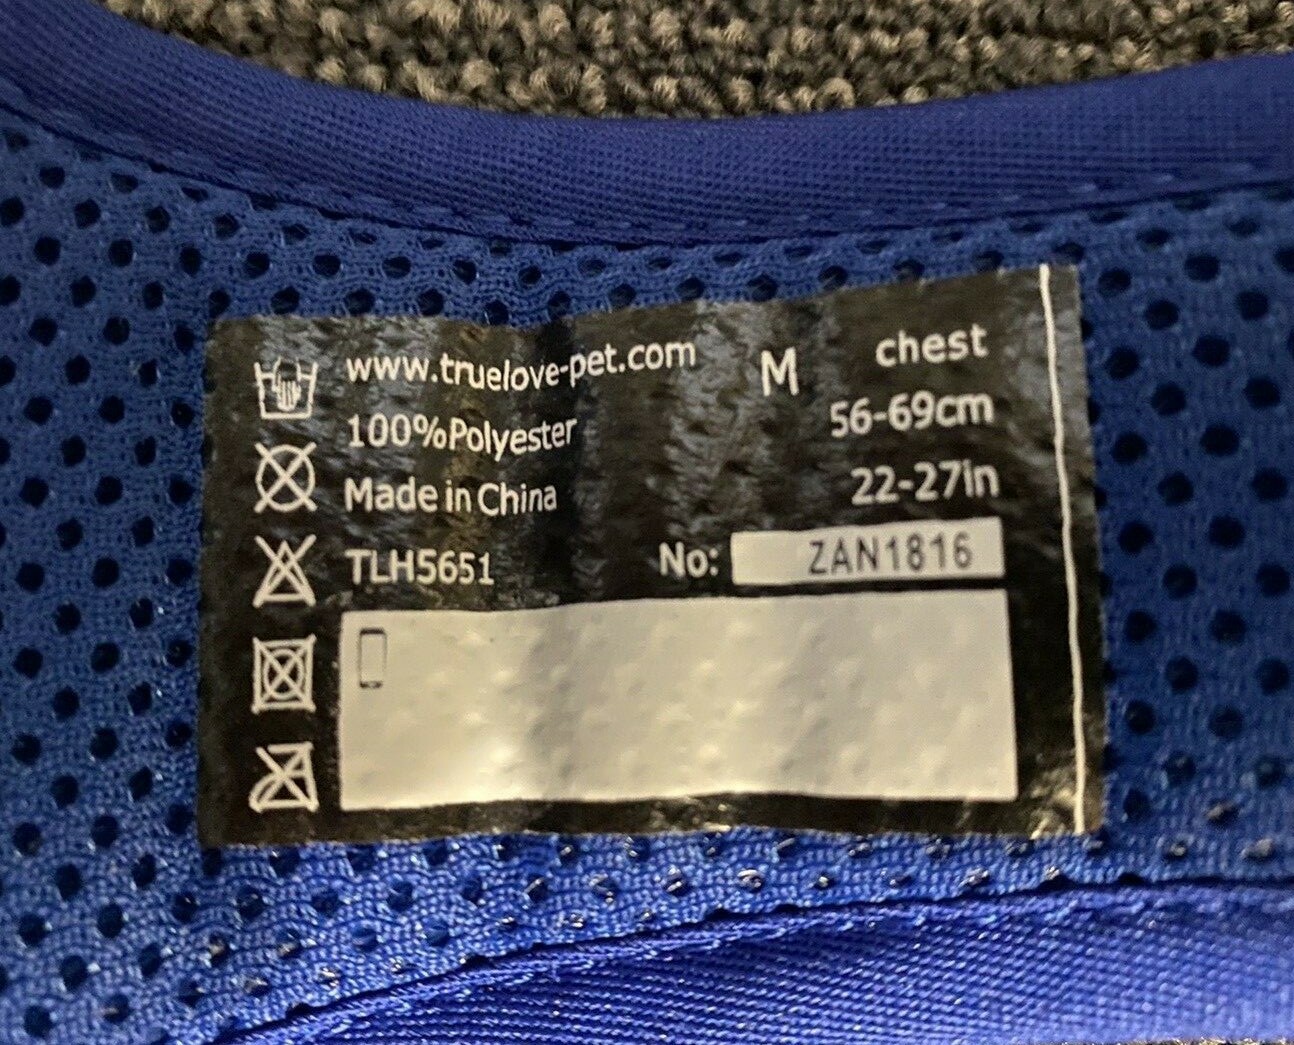 www.truelove-pet.com M chest
100%Polyester 56-69cm
Made in China 22-27in
TLH5651 No: ZAN1816